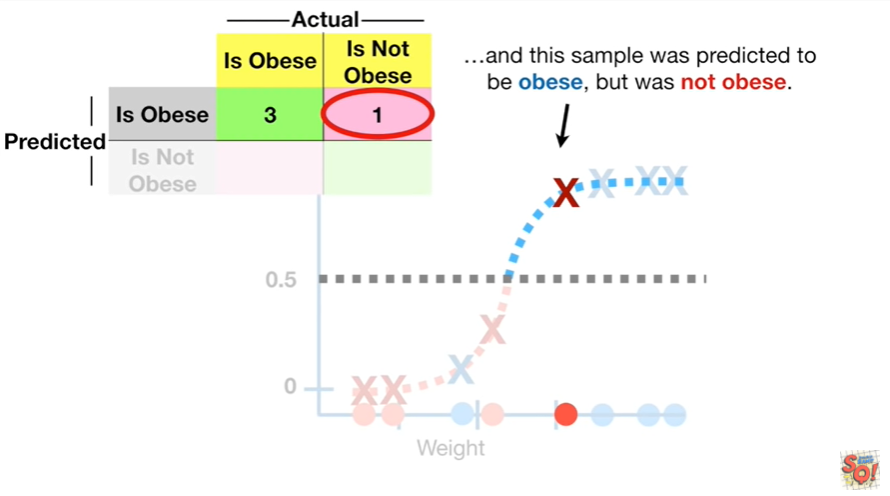 Actual
Is Obese
Is Not
Obese
…and this sample was predicted to
be obese, but was not obese.
Predicted
Is Obese
3
1
Is Not
Obese
X
X
X
X
0.5
X
X
0
X
X
Weight
SO!